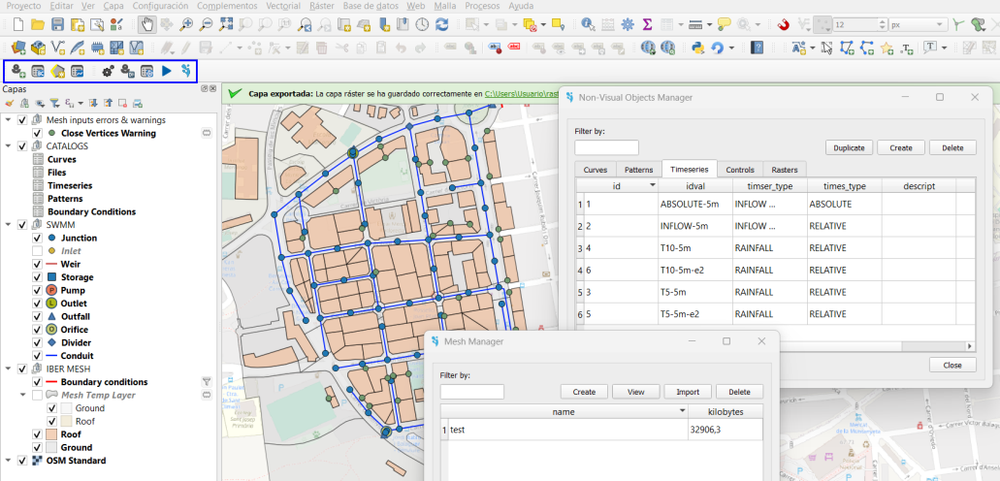 Proyecto Editar Ver Capa Configuración Complementos Vectorial Ráster Base de datos Web Malla Procesos Ayuda
12 px
Capas
Mesh inputs errors & warnings
Close Vertices Warning
CATALOGS
Curves
Files
Timeseries
Patterns
Boundary Conditions
SWMM
Junction
Inlet
Weir
Storage
Pump
Outlet
Outfall
Orifice
Divider
Conduit
IBER MESH
Boundary conditions
Mesh Temp Layer
Ground
Roof
Roof
Ground
OSM Standard
Capa exportada: La capa ráster se ha guardado correctamente en C:\Users\Usuario\rast
Non-Visual Objects Manager
Filter by:
Duplicate Create Delete
Curves Patterns Timeseries Controls Rasters
id idval timser_type times_type descript
1 1 ABSOLUTE-5m INFLOW ... ABSOLUTE
2 2 INFLOW-5m INFLOW ... RELATIVE
3 4 T10-5m RAINFALL RELATIVE
4 6 T10-5m-e2 RAINFALL RELATIVE
5 3 T5-5m RAINFALL RELATIVE
6 5 T5-5m-e2 RAINFALL RELATIVE
Close
Mesh Manager
Filter by:
Create View Import Delete
name kilobytes
1 test 32906,3